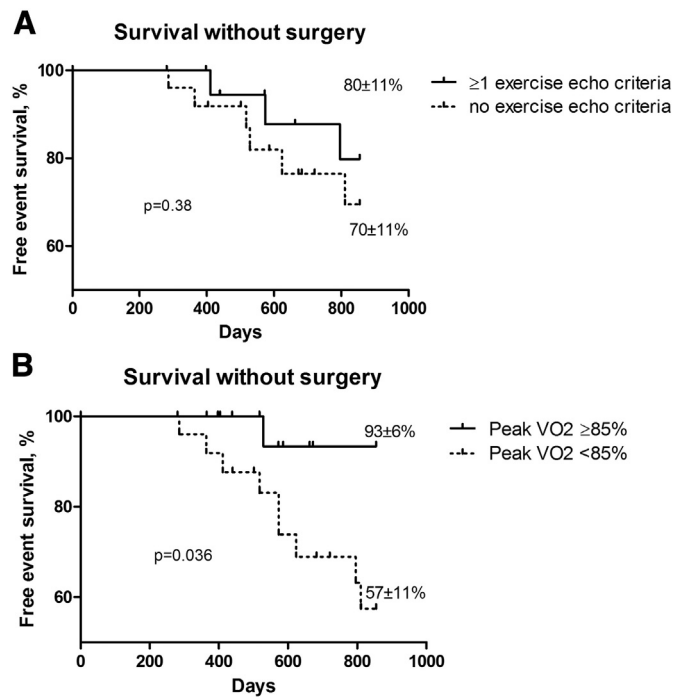 A
Survival without surgery
Free event survival, %
100
80
60
80±11%
≥1 exercise echo criteria
no exercise echo criteria
p=0.38
70±11%
0 200 400 600 800 1000
Days
B
Survival without surgery
Free event survival, %
100
80
60
93±6%
Peak VO2 ≥85%
Peak VO2 <85%
p=0.036
57±11%
0 200 400 600 800 1000
Days